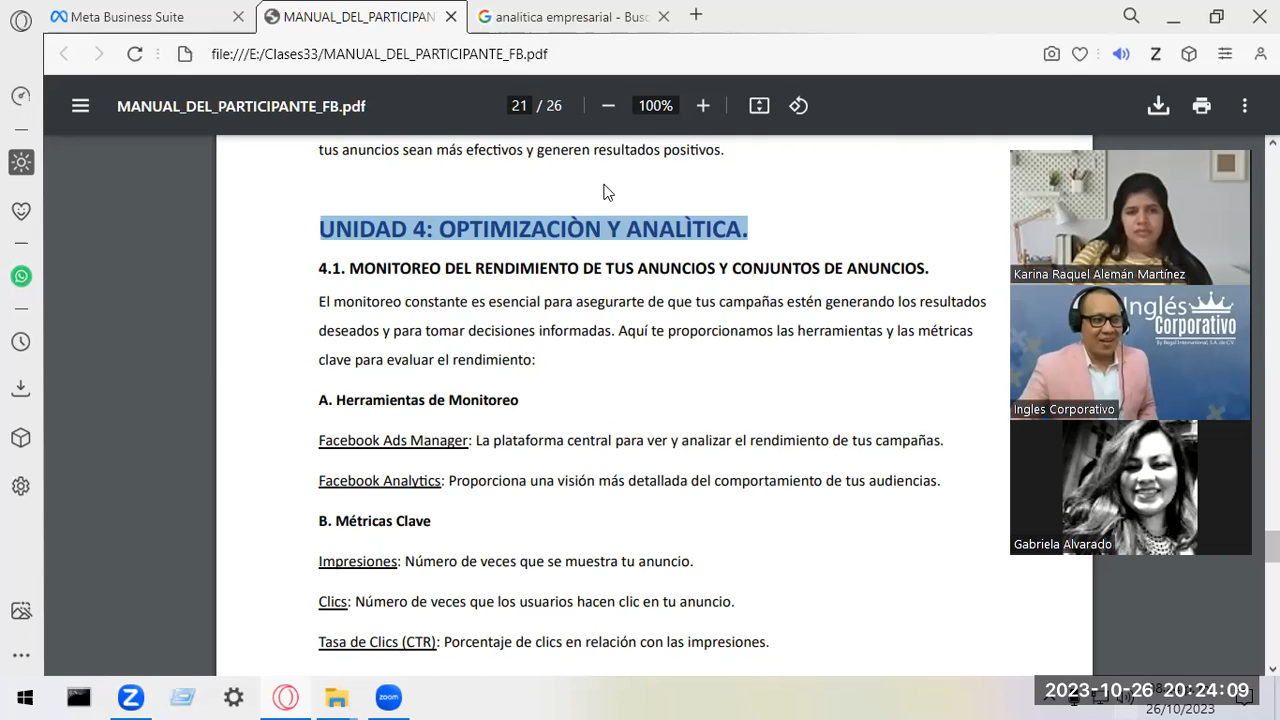 Meta Business Suite
MANUAL_DEL_PARTICIPAN
analitica empresarial - Bus
file:///E:/Clases33/MANUAL_DEL_PARTICIPANTE_FB.pdf
MANUAL_DEL_PARTICIPANTE_FB.pdf
21 / 26
100%
tus anuncios sean más efectivos y generen resultados positivos.
UNIDAD 4: OPTIMIZACIÒN Y ANALÌTICA.
4.1. MONITOREO DEL RENDIMIENTO DE TUS ANUNCIOS Y CONJUNTOS DE ANUNCIOS.
El monitoreo constante es esencial para asegurarte de que tus campañas estén generando los resultados
deseados y para tomar decisiones informadas. Aquí te proporcionamos las herramientas y las métricas
clave para evaluar el rendimiento:
A. Herramientas de Monitoreo
Facebook Ads Manager: La plataforma central para ver y analizar el rendimiento de tus campañas.
Facebook Analytics: Proporciona una visión más detallada del comportamiento de tus audiencias.
B. Métricas Clave
Impresiones: Número de veces que se muestra tu anuncio.
Clics: Número de veces que los usuarios hacen clic en tu anuncio.
Tasa de Clics (CTR): Porcentaje de clics en relación con las impresiones.
Karina Raquel Alemán Martínez
Inglés
Corporativo
By Regal International, S.A. de C.V.
Ingles Corporativo
Gabriela Alvarado
zoom
2023-10-26 20:24:09
26/10/2023